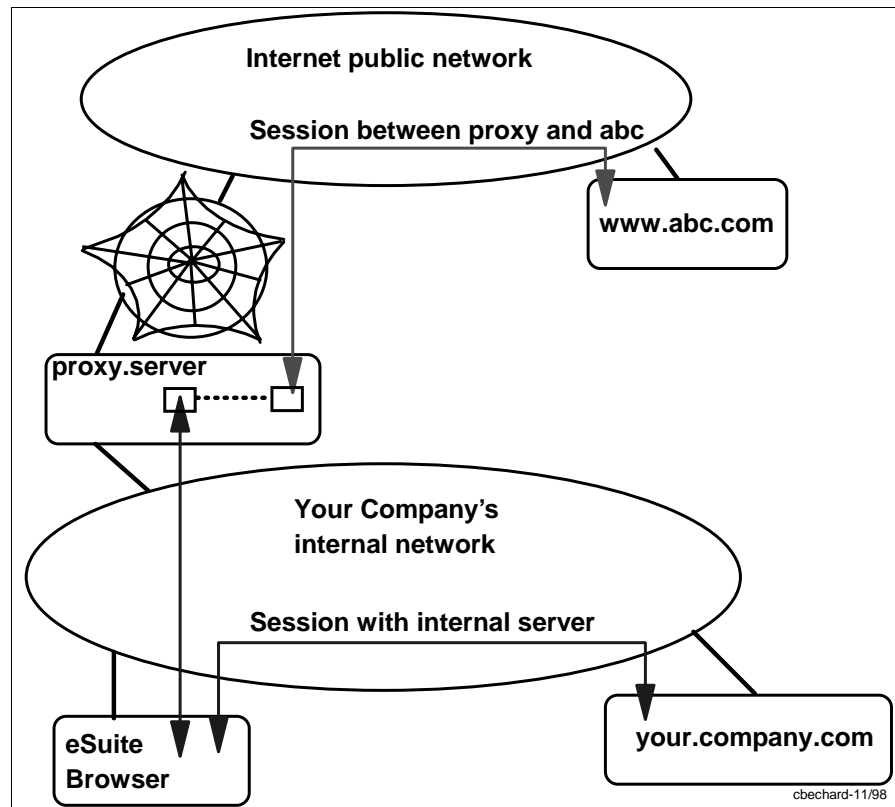 Internet public network
Session between proxy and abc
www.abc.com
proxy.server
Your Company’s
internal network
Session with internal server
eSuite
Browser
your.company.com
cbechard-11/98